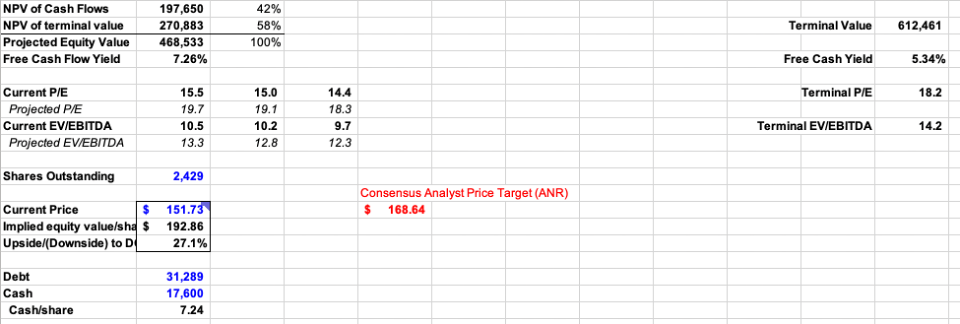 NPV of Cash Flows 197,650 42%
NPV of terminal value 270,883 58% Terminal Value 612,461
Projected Equity Value 468,533 100%
Free Cash Flow Yield 7.26% Free Cash Yield 5.34%
Current P/E 15.5 15.0 14.4 Terminal P/E 18.2
Projected P/E 19.7 19.1 18.3
Current EV/EBITDA 10.5 10.2 9.7 Terminal EV/EBITDA 14.2
Projected EV/EBITDA 13.3 12.8 12.3
Shares Outstanding 2,429
Consensus Analyst Price Target (ANR)
Current Price $ 151.73 $ 168.64
Implied equity value/sha $ 192.86
Upside/(Downside) to D 27.1%
Debt 31,289
Cash 17,600
Cash/share 7.24